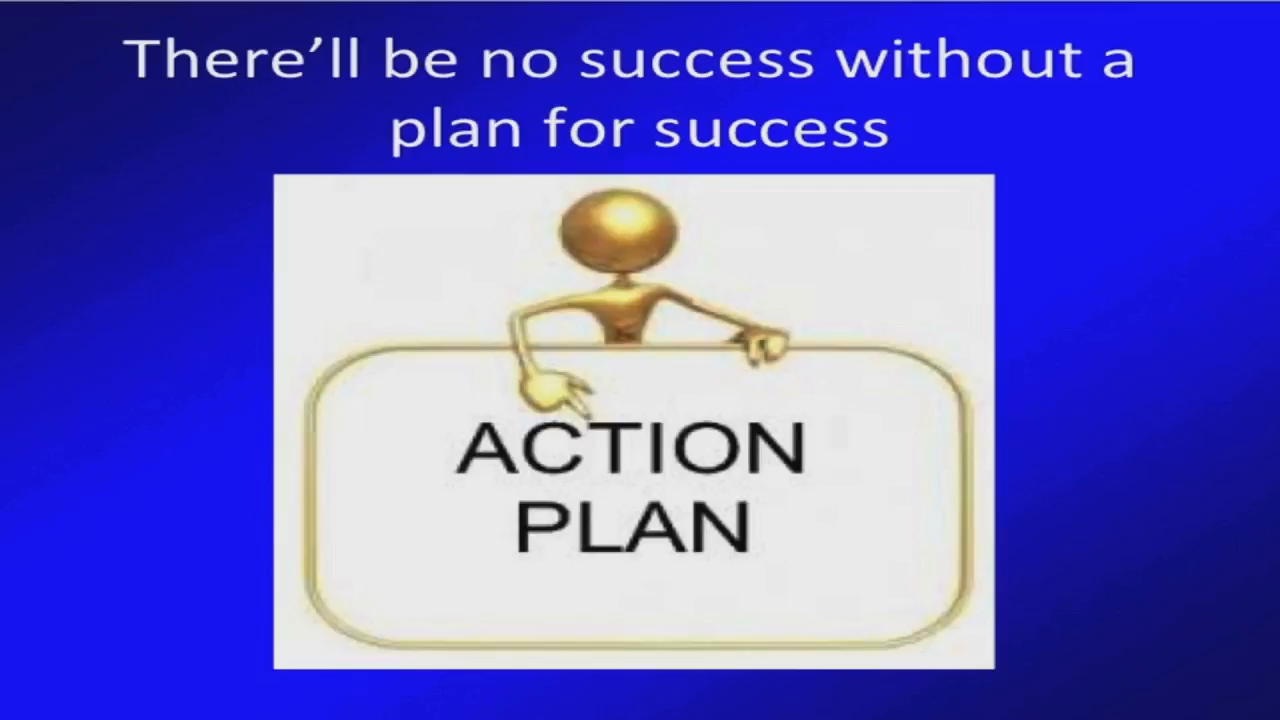 There’ll be no success without a
plan for success
ACTION
PLAN